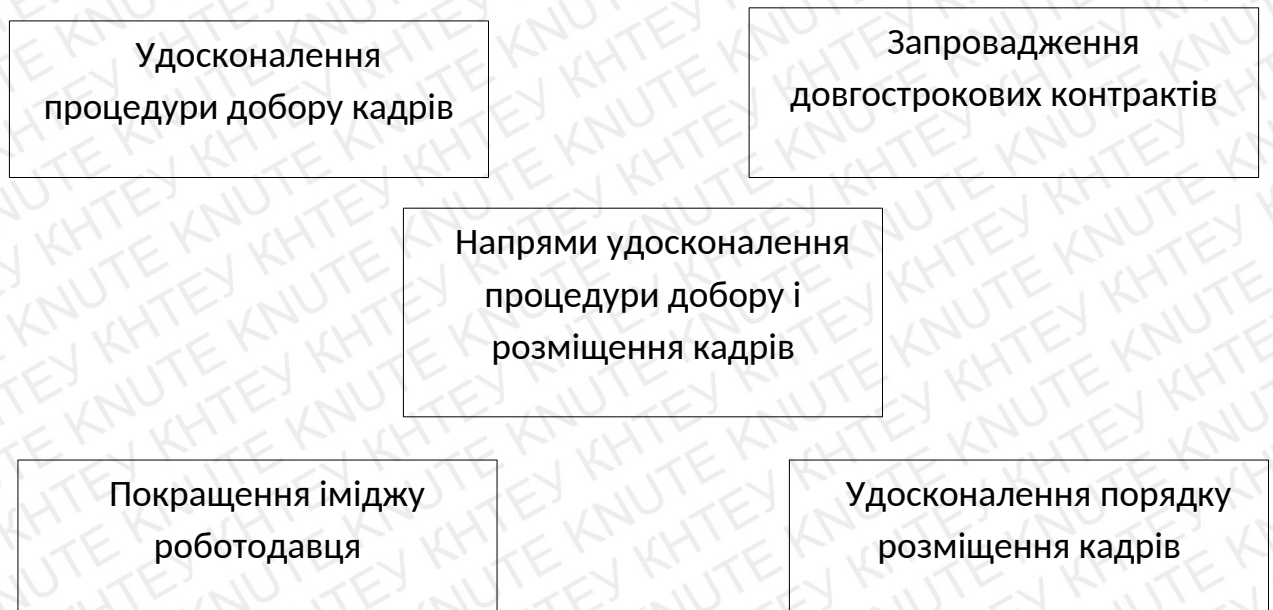 Удосконалення
процедури добору кадрів
Запровадження
довгострокових контрактів
Напрями удосконалення
процедури добору і
розміщення кадрів
Покращення іміджу
роботодавця
Удосконалення порядку
розміщення кадрів